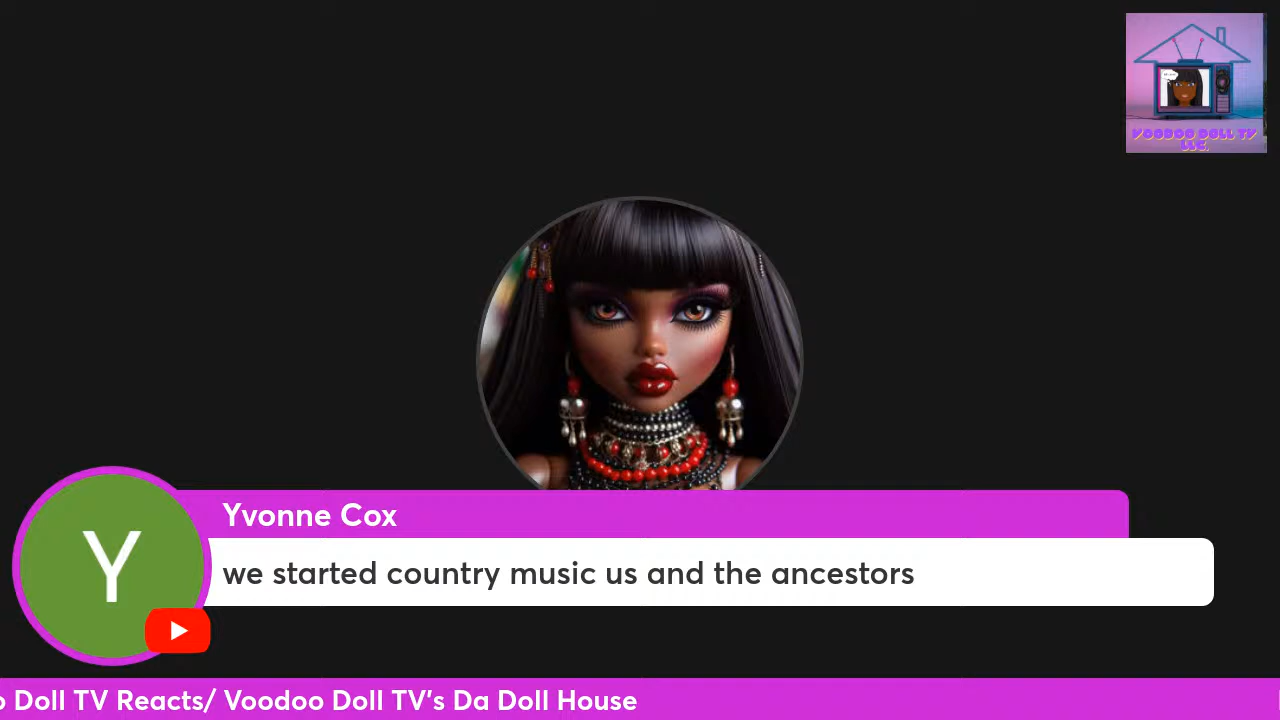 VOODOO DOLL TV
LLC.
Yvonne Cox
we started country music us and the ancestors
Y
o Doll TV Reacts/ Voodoo Doll TV's Da Doll House